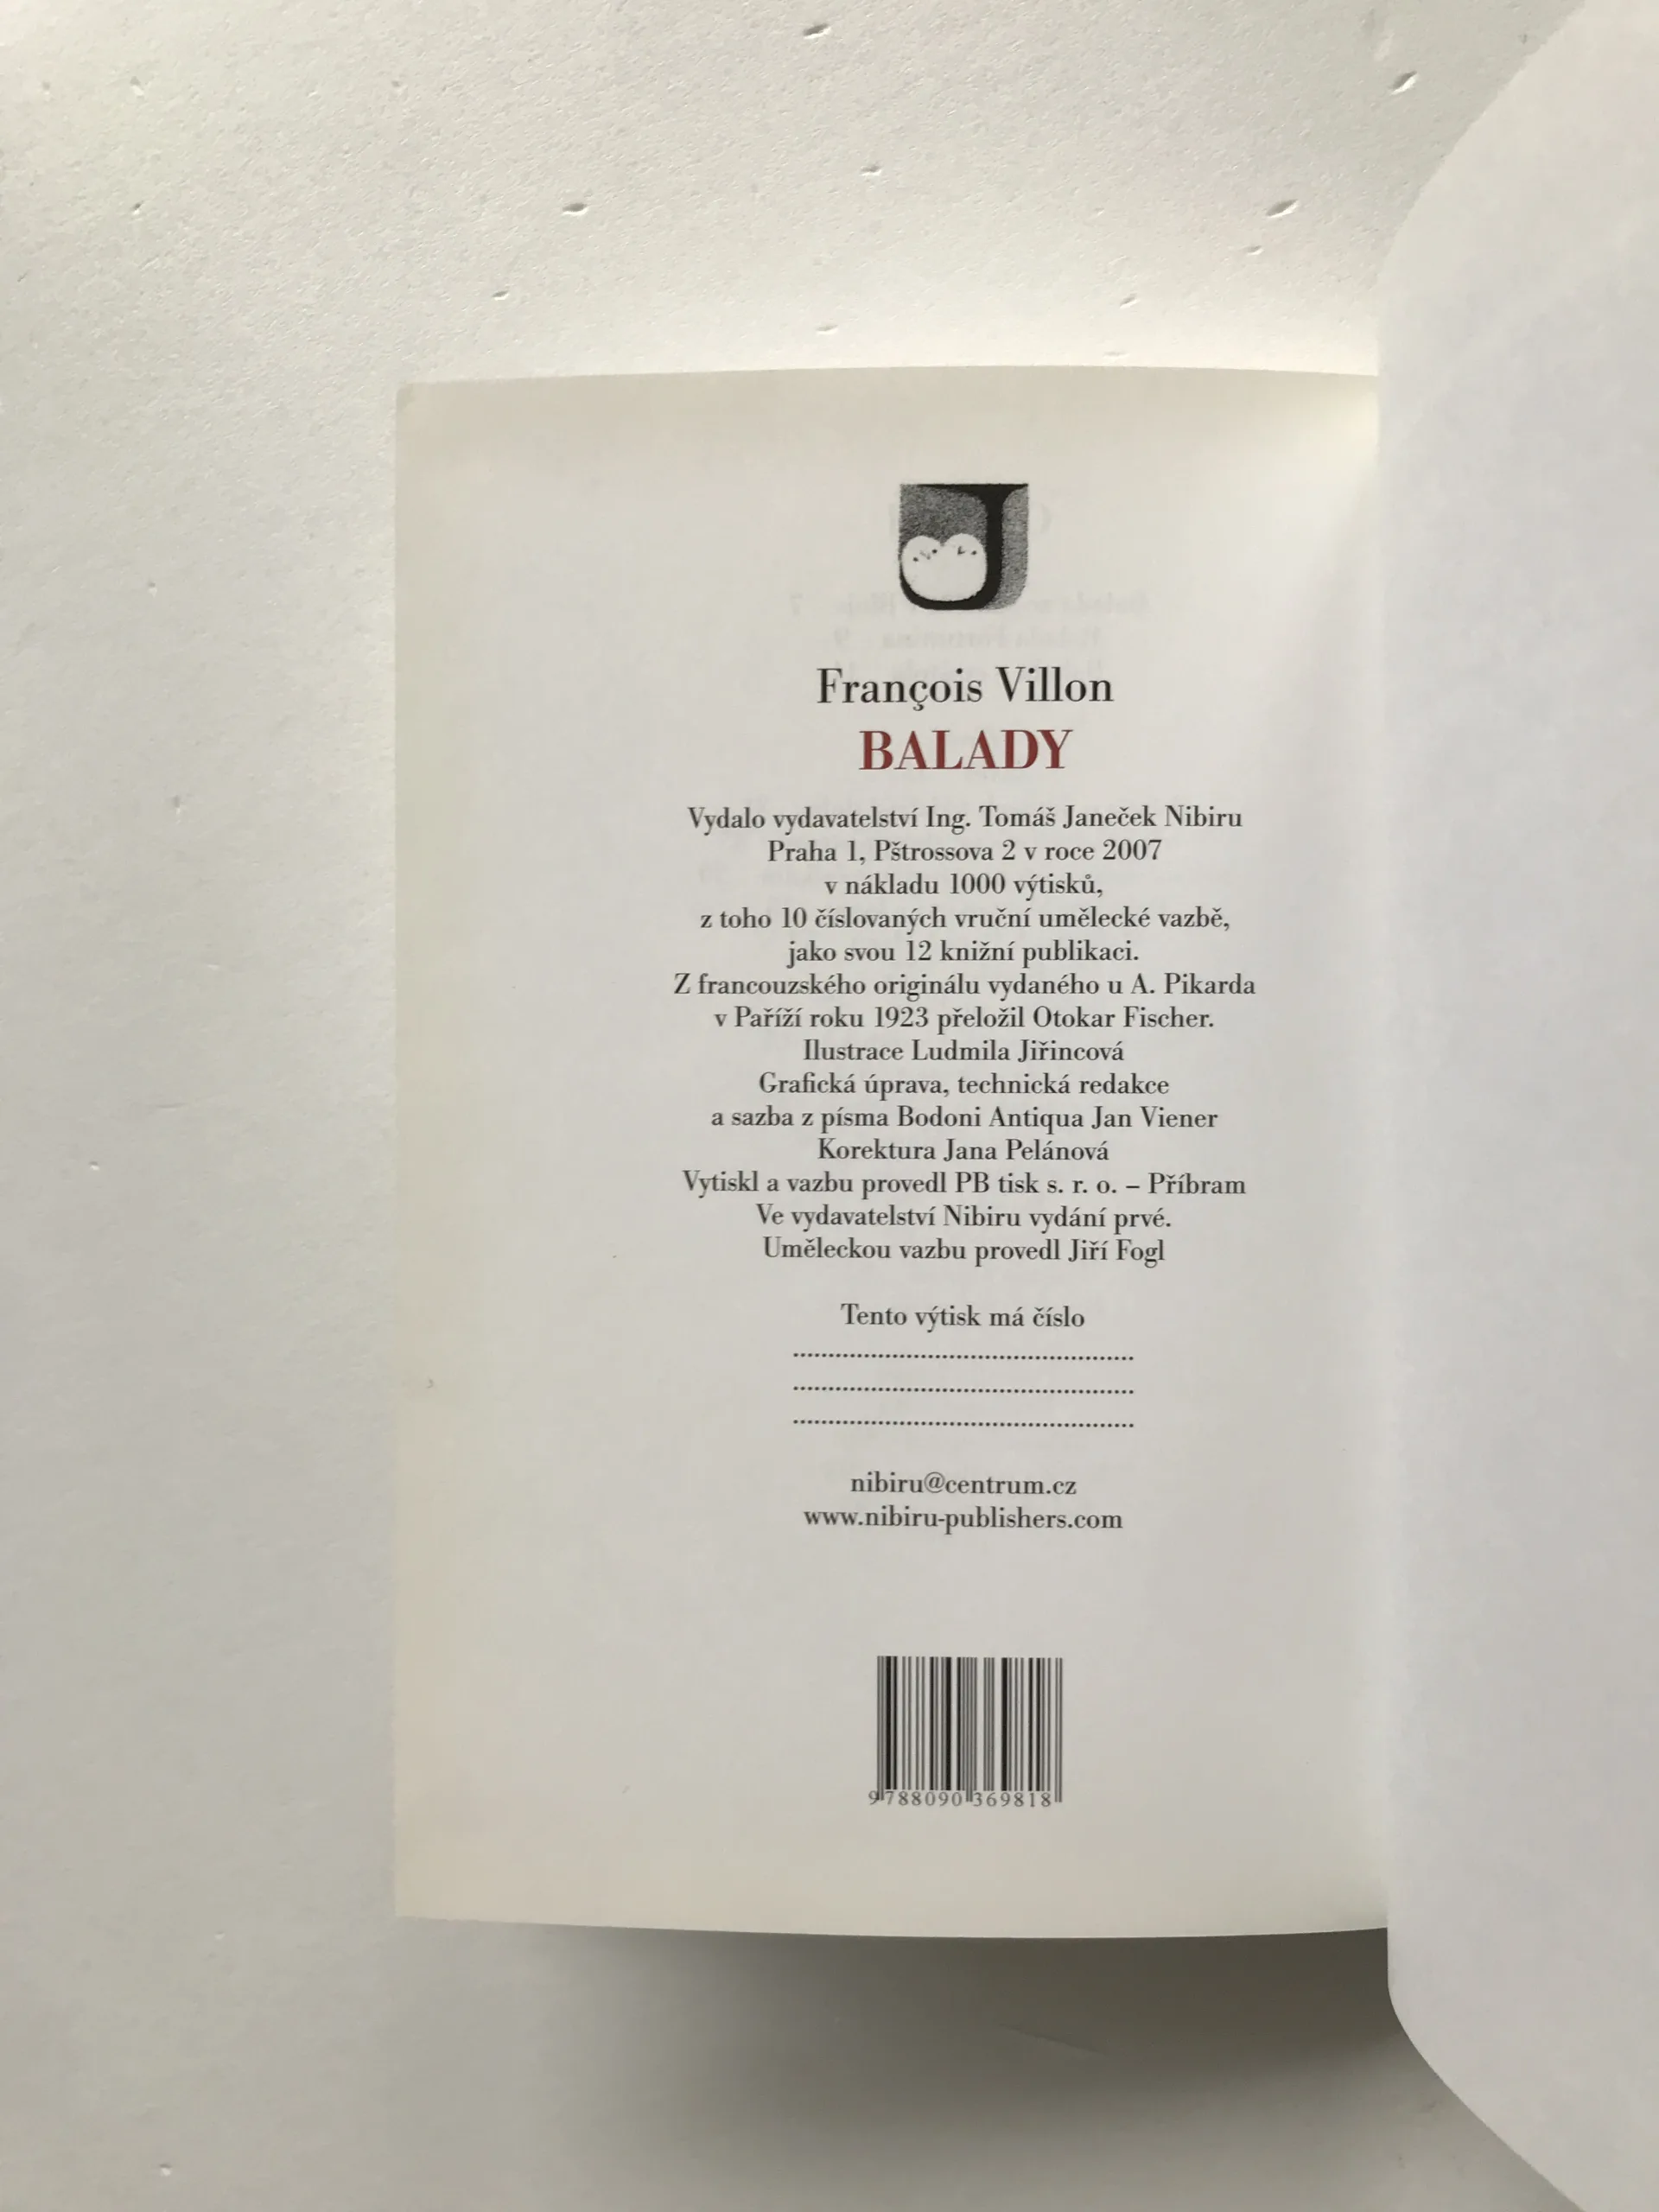 J
François Villon
BALADY
Vydalo vydavatelství Ing. Tomáš Janeček Nibiru
Praha 1, Pštrossova 2 v roce 2007
v nákladu 1000 výtisků,
z toho 10 číslovaných vruční umělecké vazbě,
jako svou 12 knižní publikaci.
Z francouzského originálu vydaného u A. Pikarda
v Paříží roku 1923 přeložil Otokar Fischer.
Ilustrace Ludmila Jiřincová
Grafická úprava, technická redakce
a sazba z písma Bodoni Antiqua Jan Viener
Korektura Jana Pelánová
Vytiskl a vazbu provedl PB tisk s. r. o. – Příbram
Ve vydavatelství Nibiru vydání prvé.
Uměleckou vazbu provedl Jiří Fogl
Tento výtisk má číslo
................................................
................................................
................................................
nibiru@centrum.cz
www.nibiru-publishers.com
9 788090 369818